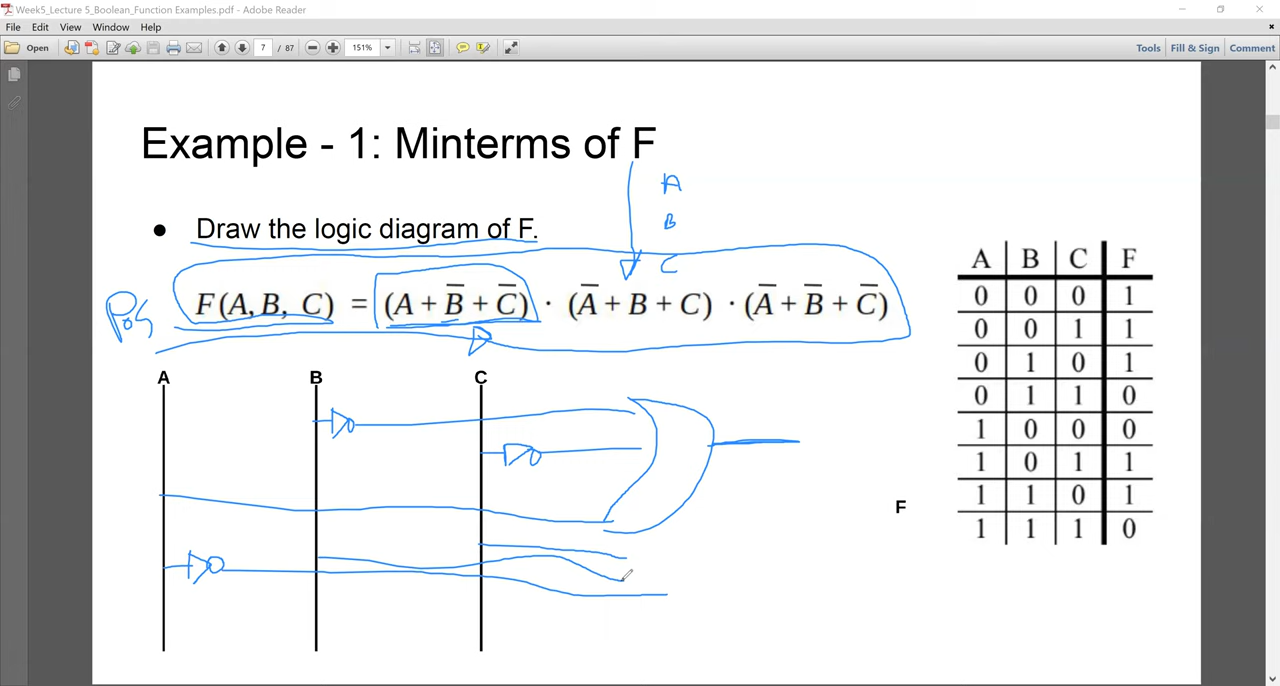 Week5_Lecture 5_Boolean_Function Examples.pdf - Adobe Reader
File Edit View Window Help
Open 7 / 87 151% Tools Fill & Sign Comment
Example - 1: Minterms of F
A
● Draw the logic diagram of F.
B
C
POS
F(A, B, C) = (A + B̅ + C̅) · (A̅ + B + C) · (A̅ + B̅ + C̅)
A B C
F
A B C F
0 0 0 1
0 0 1 1
0 1 0 1
0 1 1 0
1 0 0 0
1 0 1 1
1 1 0 1
1 1 1 0